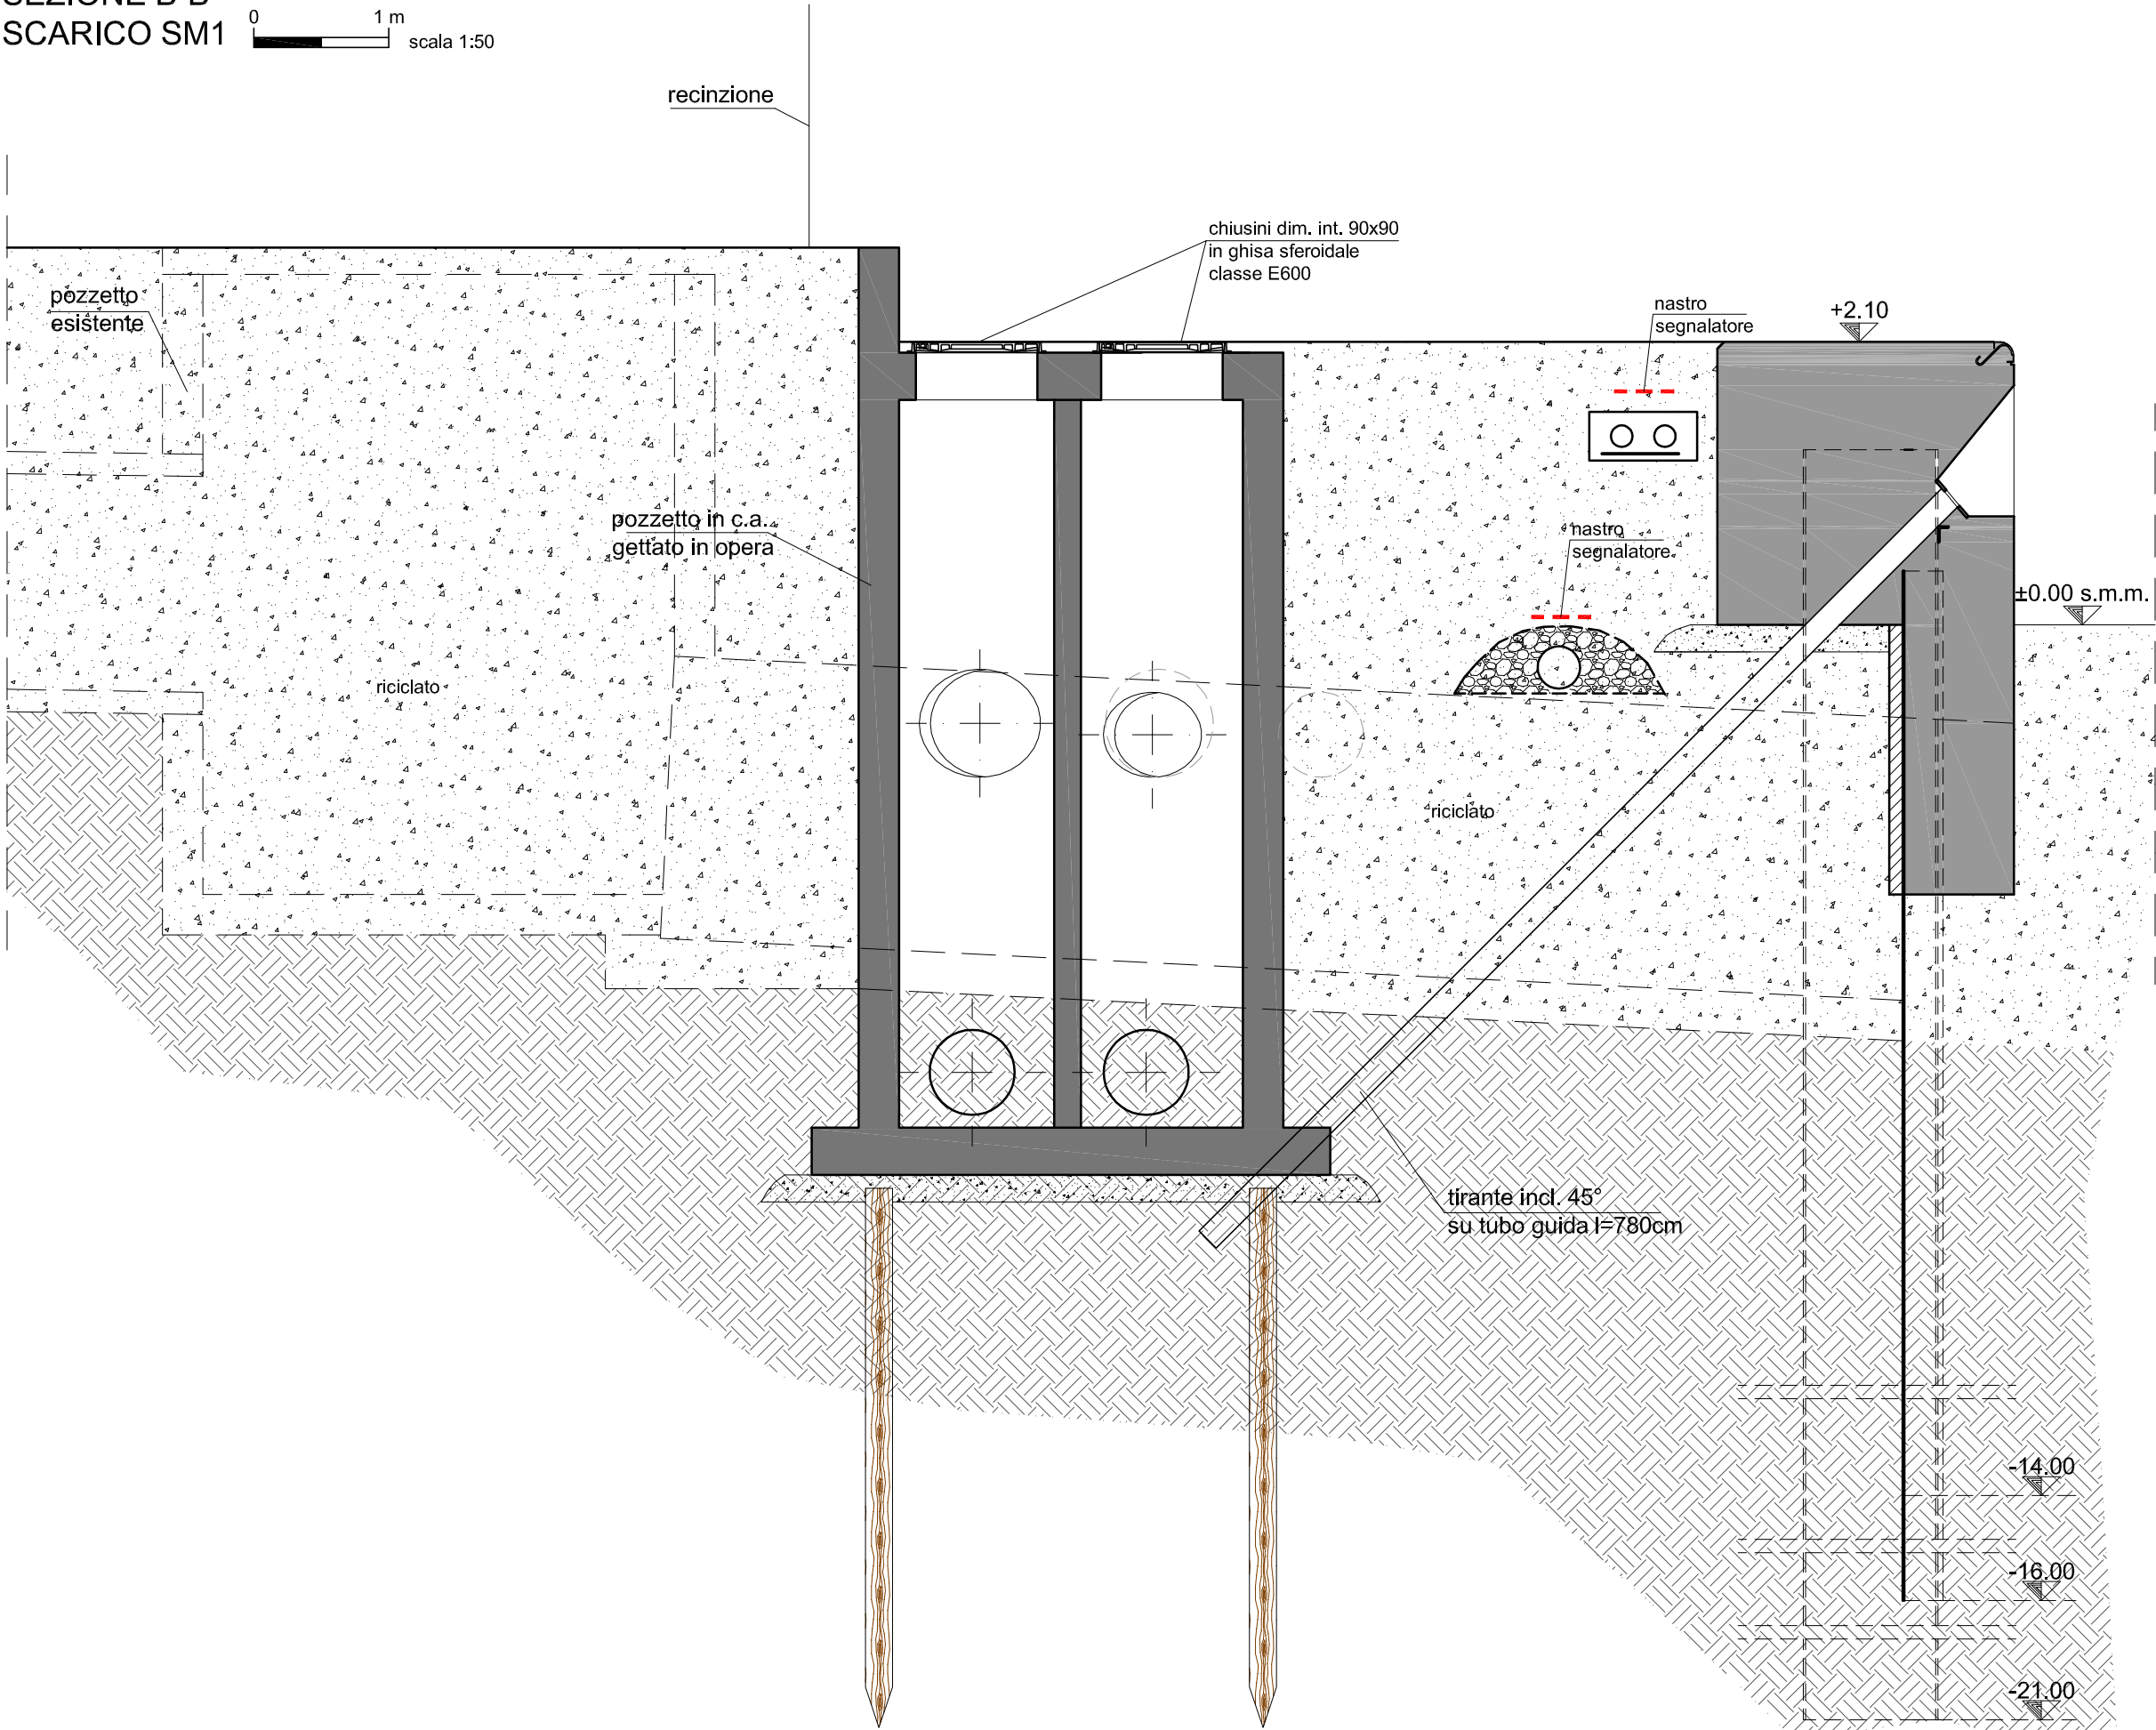 SEZIONE B-B
SCARICO SM1
0 1 m
scala 1:50
recinzione
chiusini dim. int. 90x90
in ghisa sferoidale
classe E600
pozzetto
esistente
nastro
segnalatore
+2.10
pozzetto in c.a.
gettato in opera
nastro
segnalatore
±0.00 s.m.m.
riciclato
riciclato
tirante incl. 45°
su tubo guida l=780cm
-14.00
-16.00
-21.00